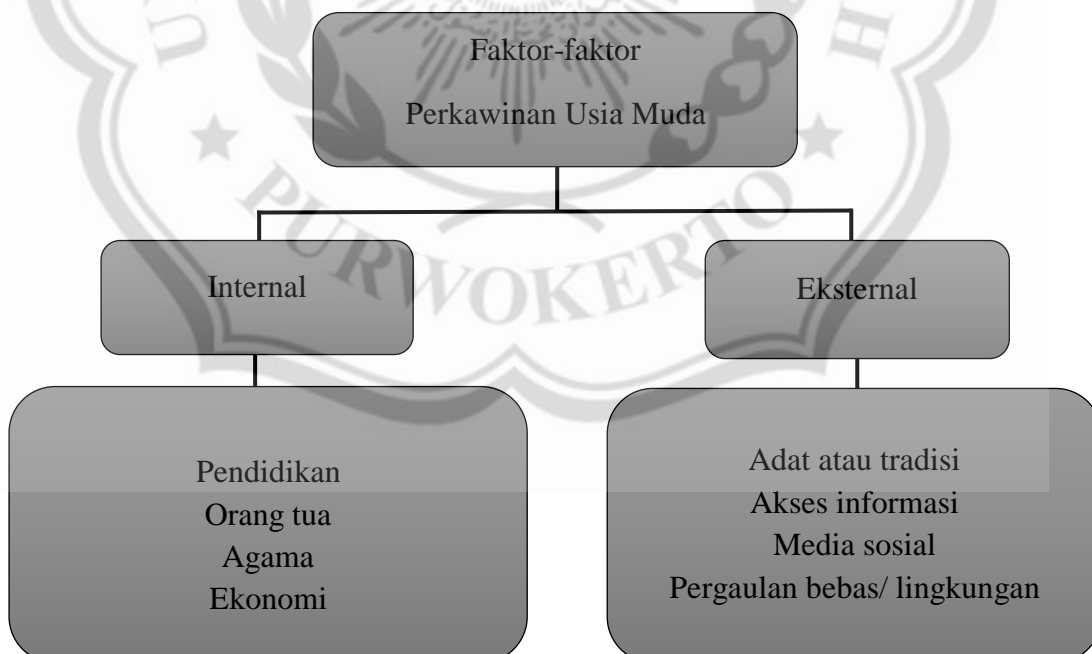 Faktor-faktor
Perkawinan Usia Muda
Internal
Eksternal
Pendidikan
Orang tua
Agama
Ekonomi
Adat atau tradisi
Akses informasi
Media sosial
Pergaulan bebas/ lingkungan
PURWOKERTO